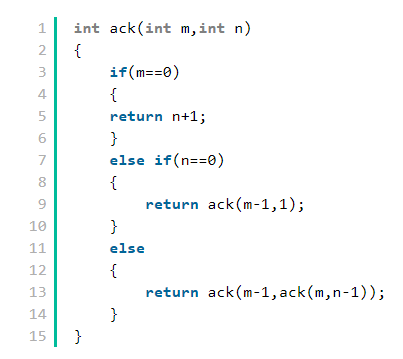 1 int ack(int m,int n)
2 {
3 if(m==0)
4 {
5 return n+1;
6 }
7 else if(n==0)
8 {
9 return ack(m-1,1);
10 }
11 else
12 {
13 return ack(m-1,ack(m,n-1));
14 }
15 }